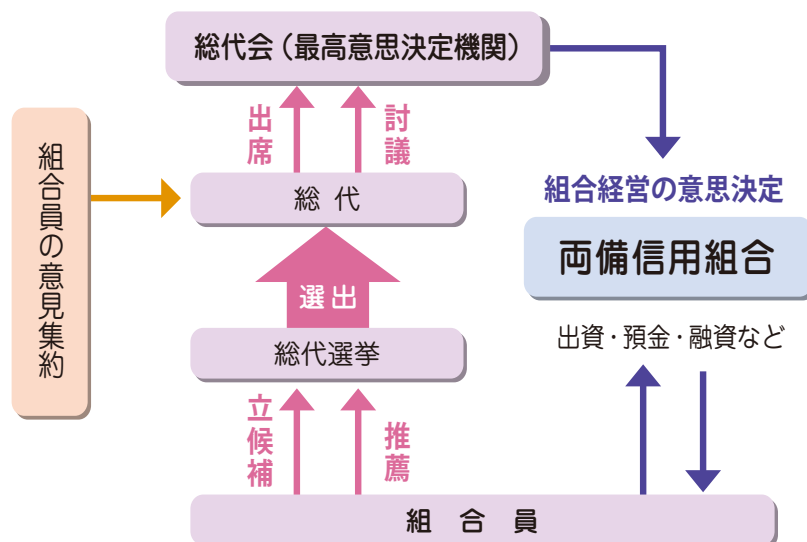 総代会（最高意思決定機関）
出席
討議
組合員の意見集約
総代
組合経営の意思決定
両備信用組合
選出
出資・預金・融資など
総代選挙
立候補
推薦
組合員